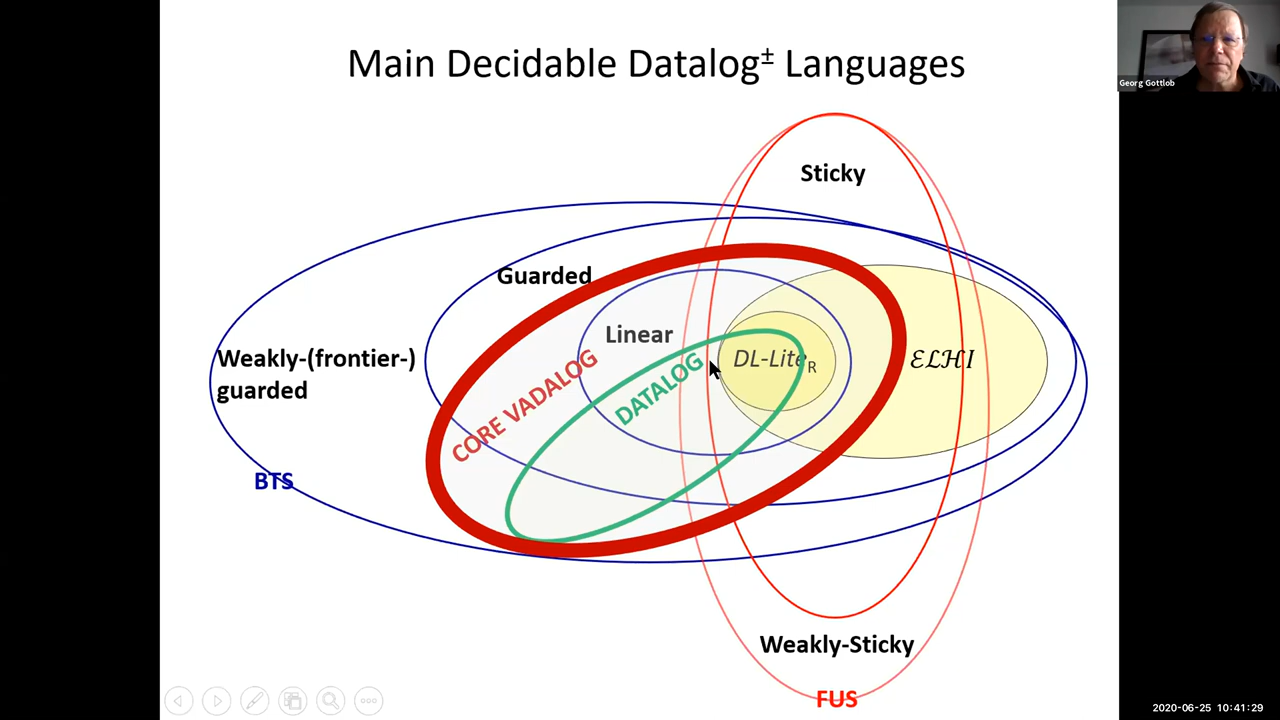 Main Decidable Datalog± Languages
Georg Gottlob
Sticky
Guarded
Linear
Weakly-(frontier-)
guarded
CORE VADALOG
DATALOG
DL-LiteR
ELHI
BTS
Weakly-Sticky
FUS
2020-06-25 10:41:29